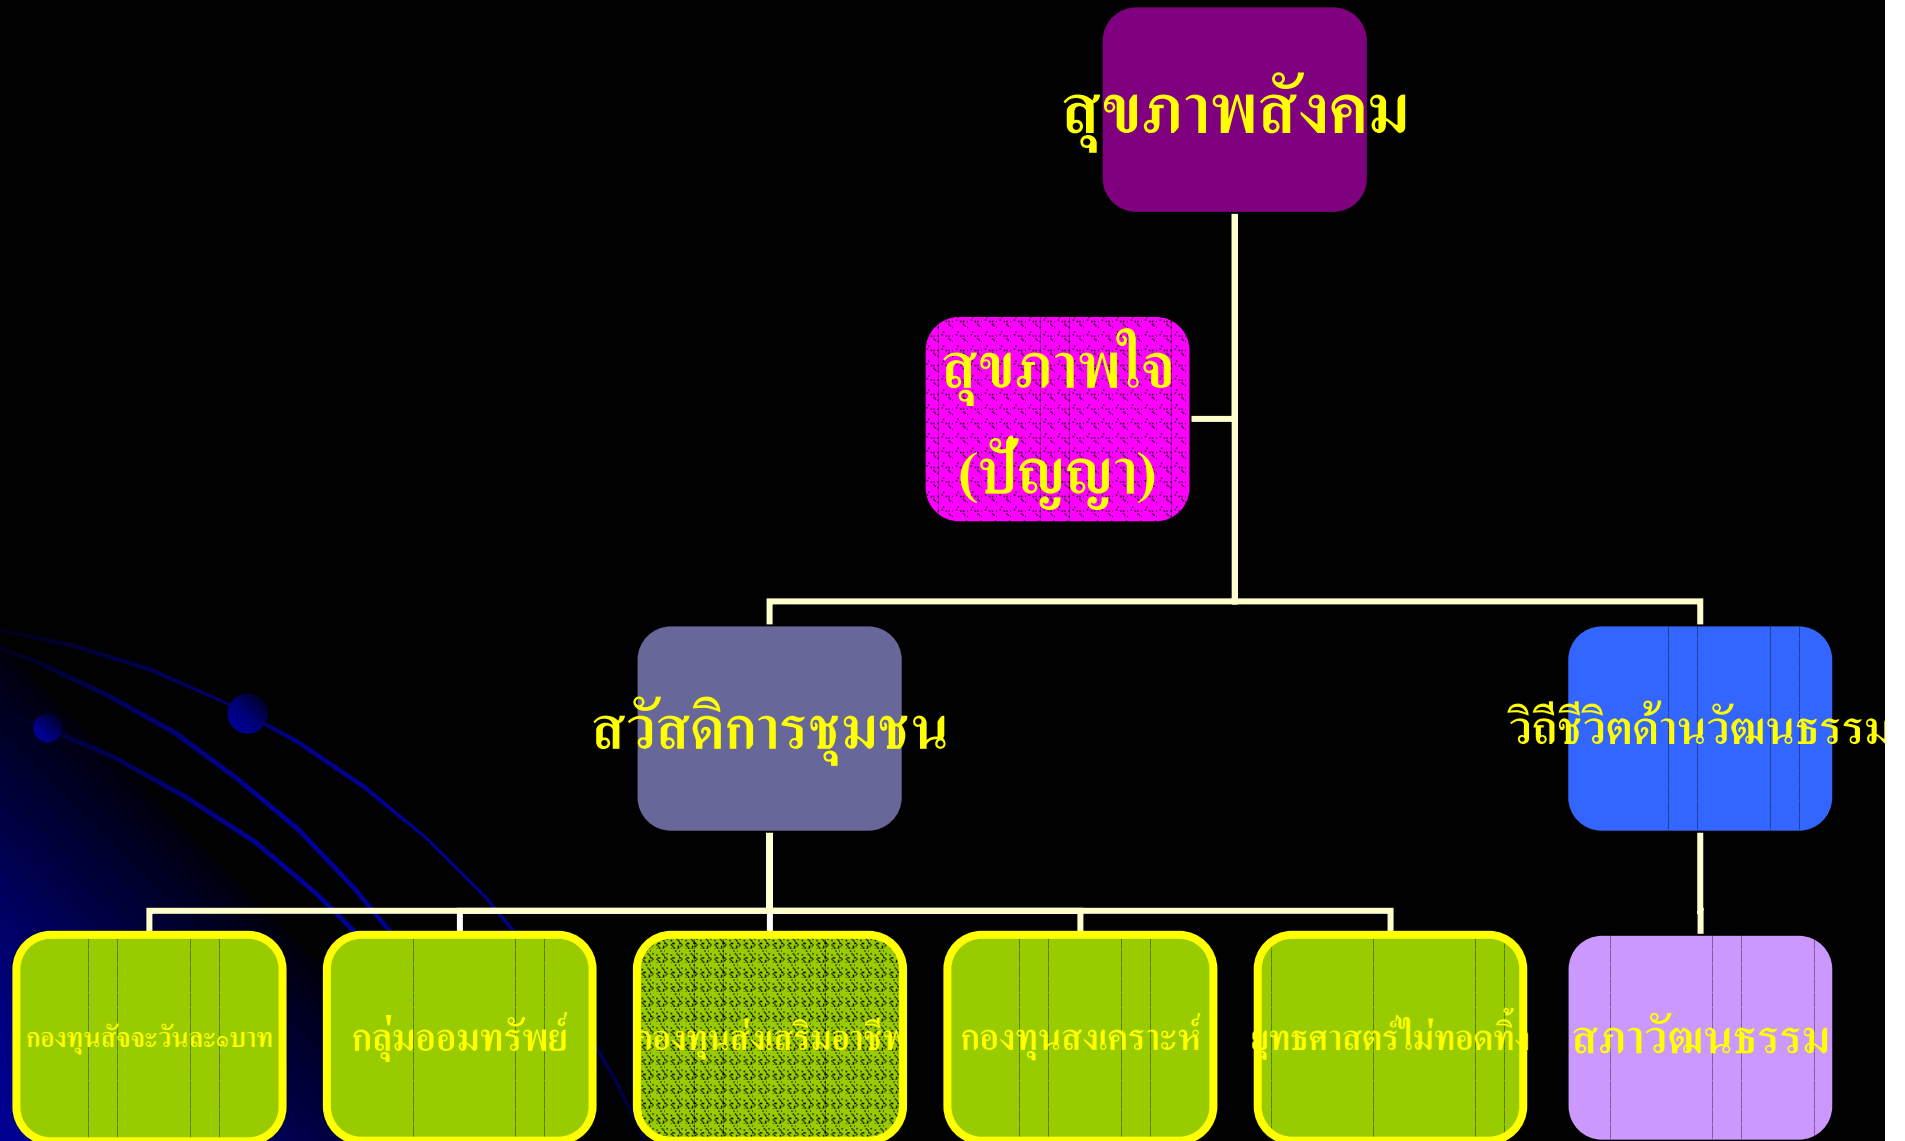 สุขภาพสังคม
สุขภาพใจ
(ปัญญา)
สวัสดิการชุมชน
วิถีชีวิตด้านวัฒนธรรม
กองทุนสัจจะวันละ๑บาท
กลุ่มออมทรัพย์
กองทุนส่งเสริมอาชีพ
กองทุนสงเคราะห์
ยุทธศาสตร์ไม่ทอดทิ้ง
สภาวัฒนธรรม